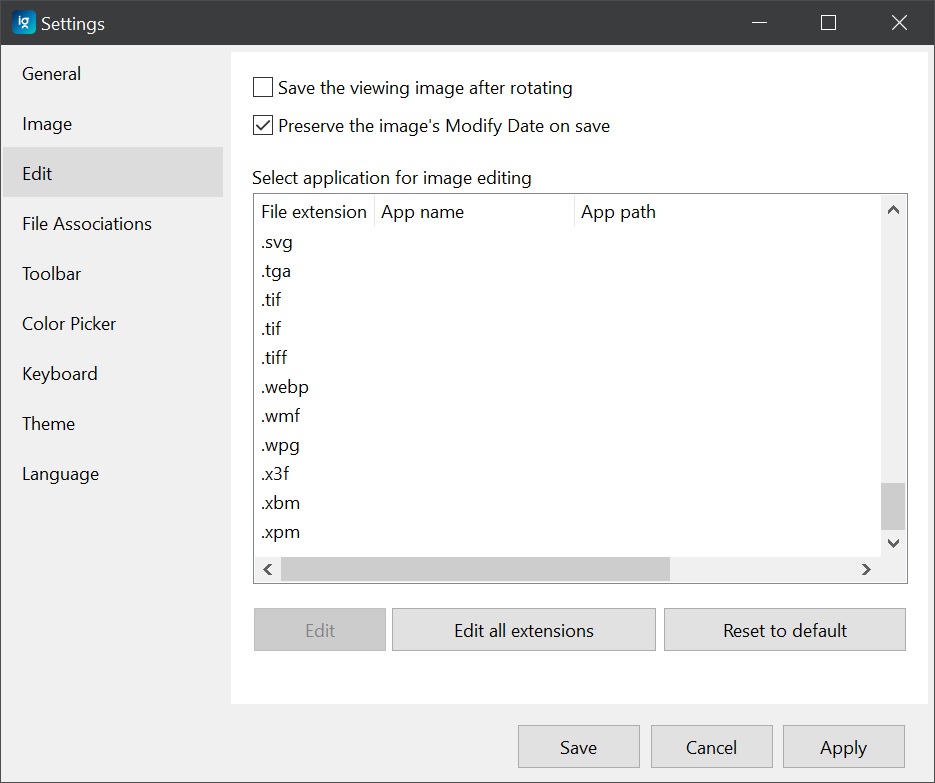 ig
Settings
General
Image
Edit
File Associations
Toolbar
Color Picker
Keyboard
Theme
Language
Save the viewing image after rotating
Preserve the image's Modify Date on save
Select application for image editing
File extension App name App path
.svg
.tga
.tif
.tif
.tiff
.webp
.wmf
.wpg
.x3f
.xbm
.xpm
Edit Edit all extensions Reset to default
Save Cancel Apply